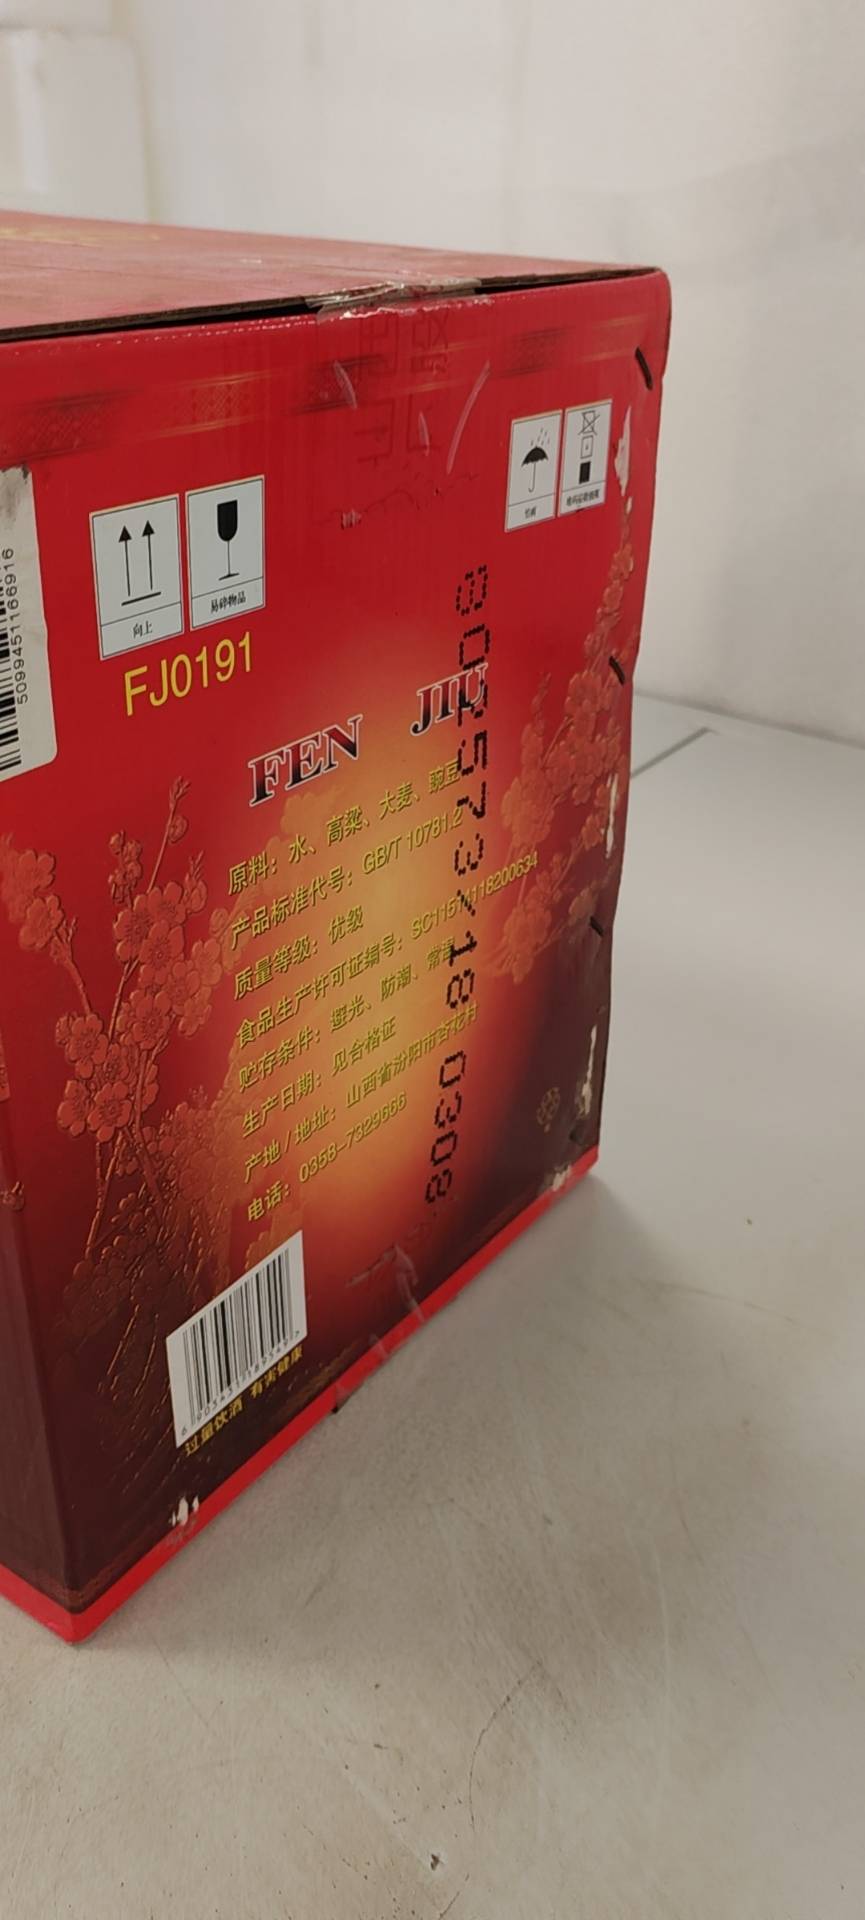 向上
易碎物品
怕雨
5099451166916
FJ0191
FEN JIU
原料：水、高粱、大麦、豌豆
产品标准代号：GB/T 10781.2
质量等级：优级
食品生产许可证编号：SC11514118200634
贮存条件：避光、防潮、常温
生产日期：见合格证
产地/地址：山西省汾阳市杏花村
电话：0358-7329666
过量饮酒 有害健康